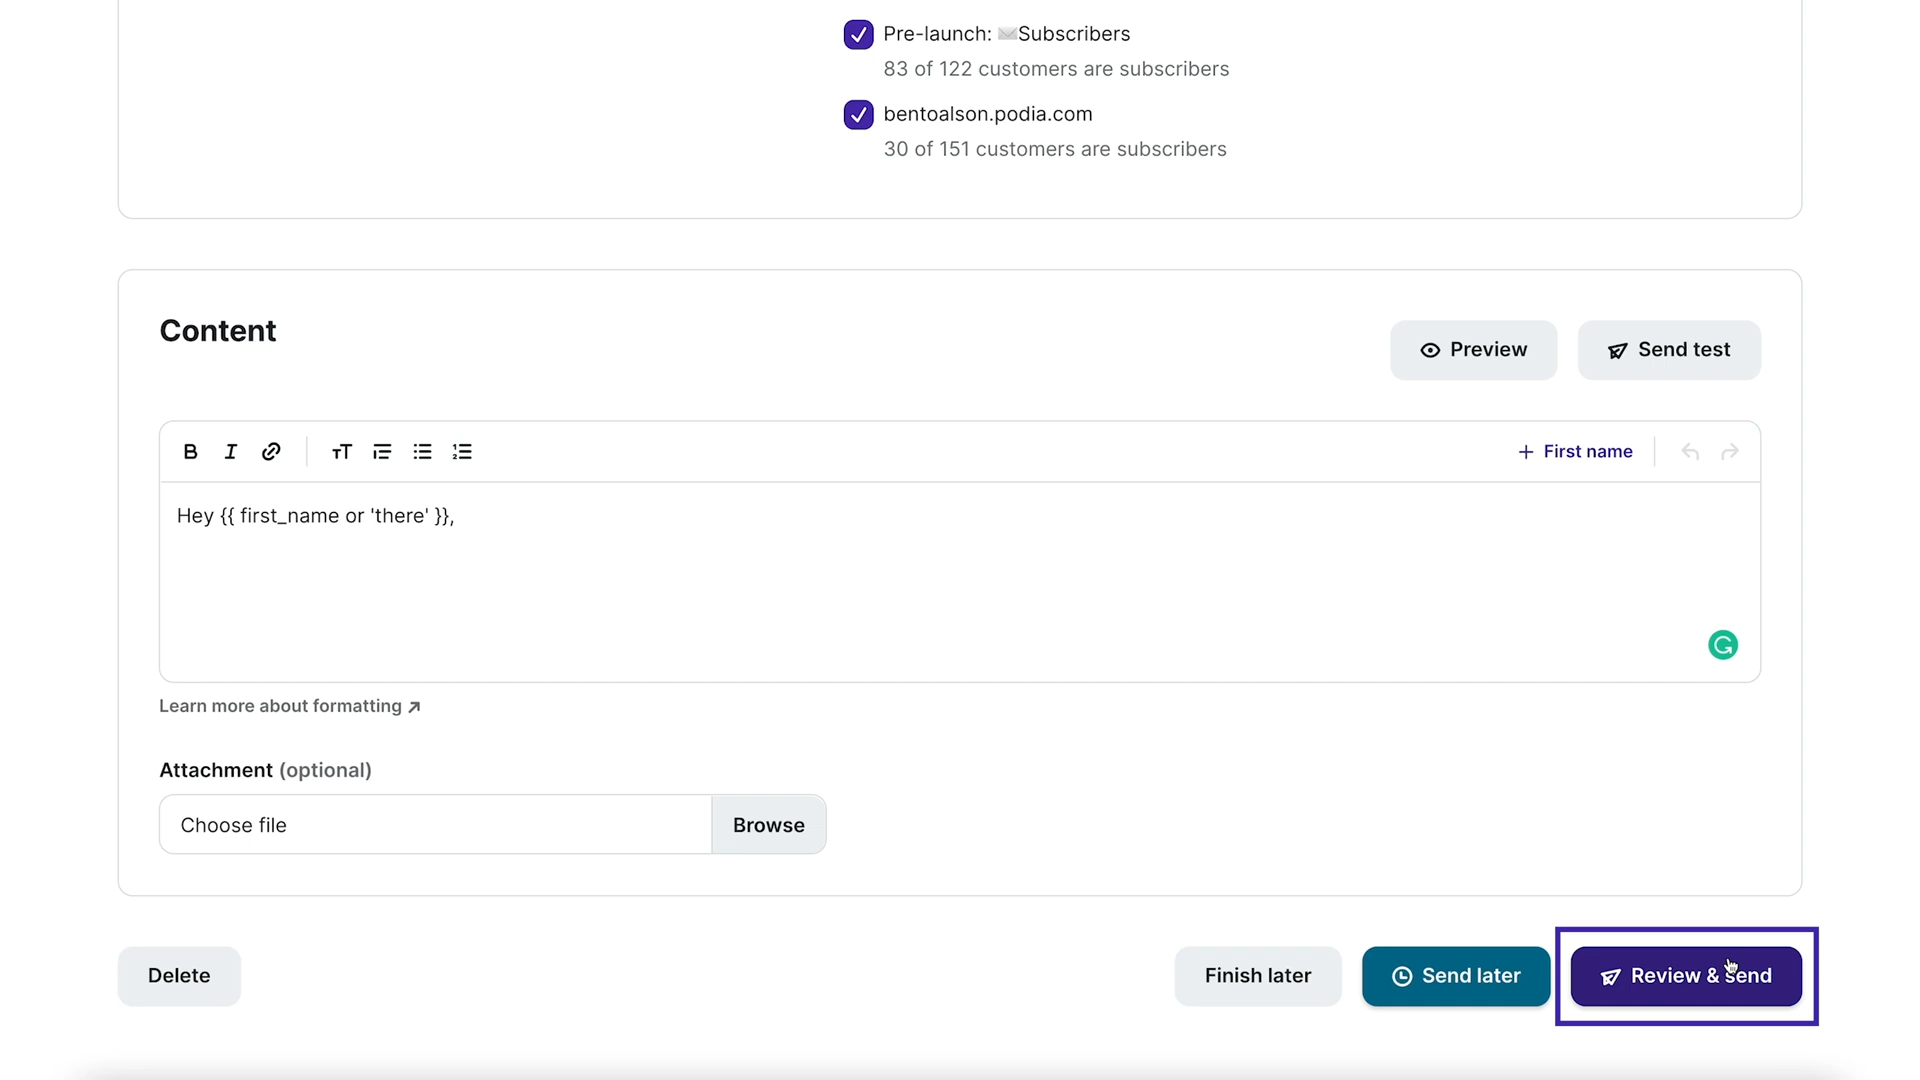 Pre-launch: ✉Subscribers
83 of 122 customers are subscribers
bentoalson.podia.com
30 of 151 customers are subscribers
Content
Preview
Send test
B I
TT
+ First name
Hey {{ first_name or 'there' }},
Learn more about formatting ↗
Attachment (optional)
Choose file
Browse
Delete
Finish later
Send later
Review & send